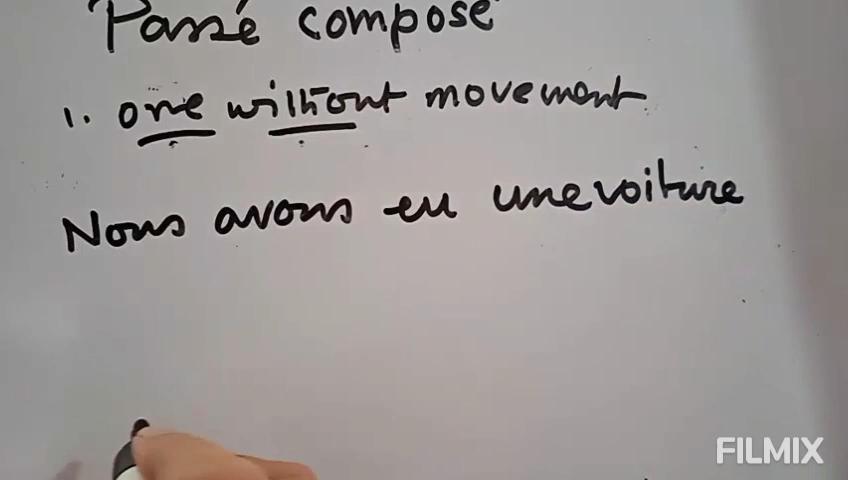 Passé composé
1. one without movement
Nous avons eu une voiture
FILMIX